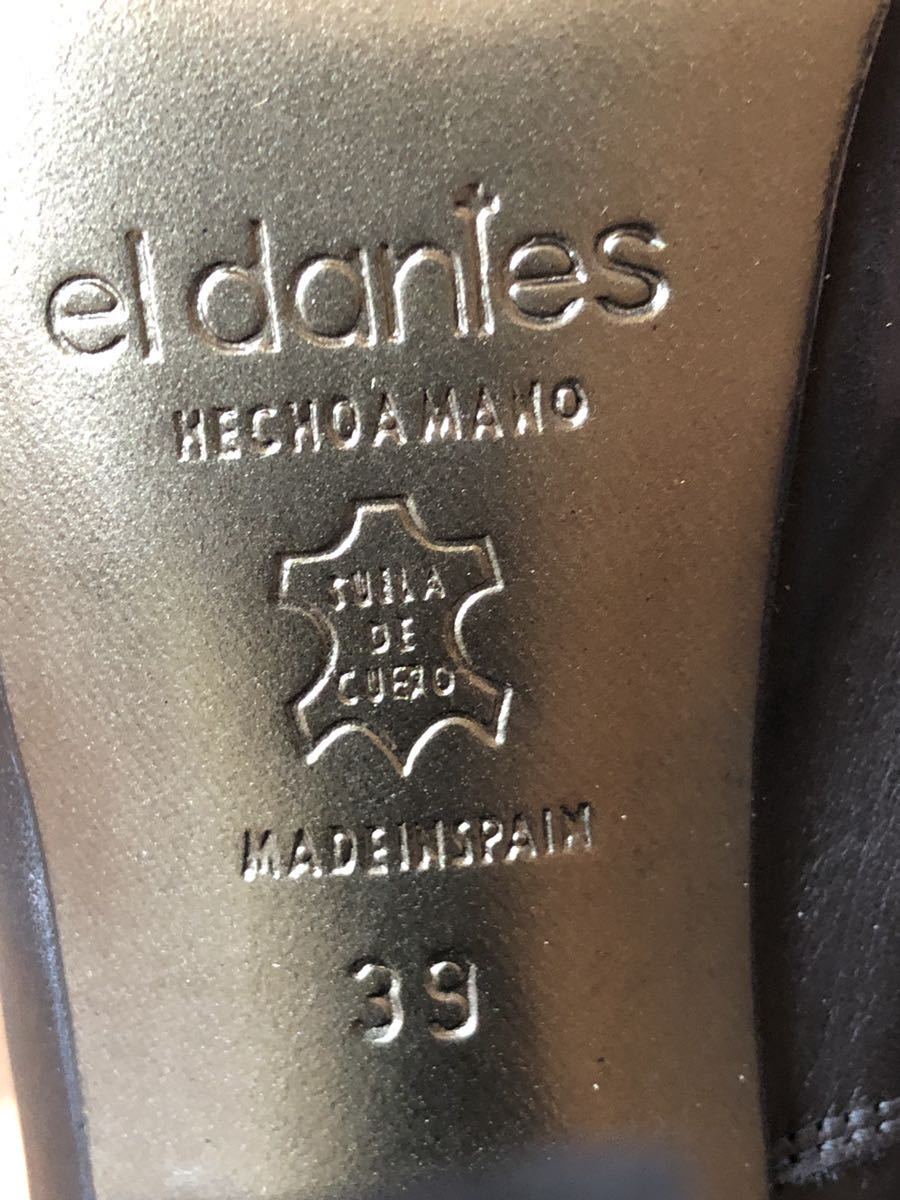 el dantes
HECHO A MANO
SUELA
DE
CUERO
MADE IN SPAIN
39